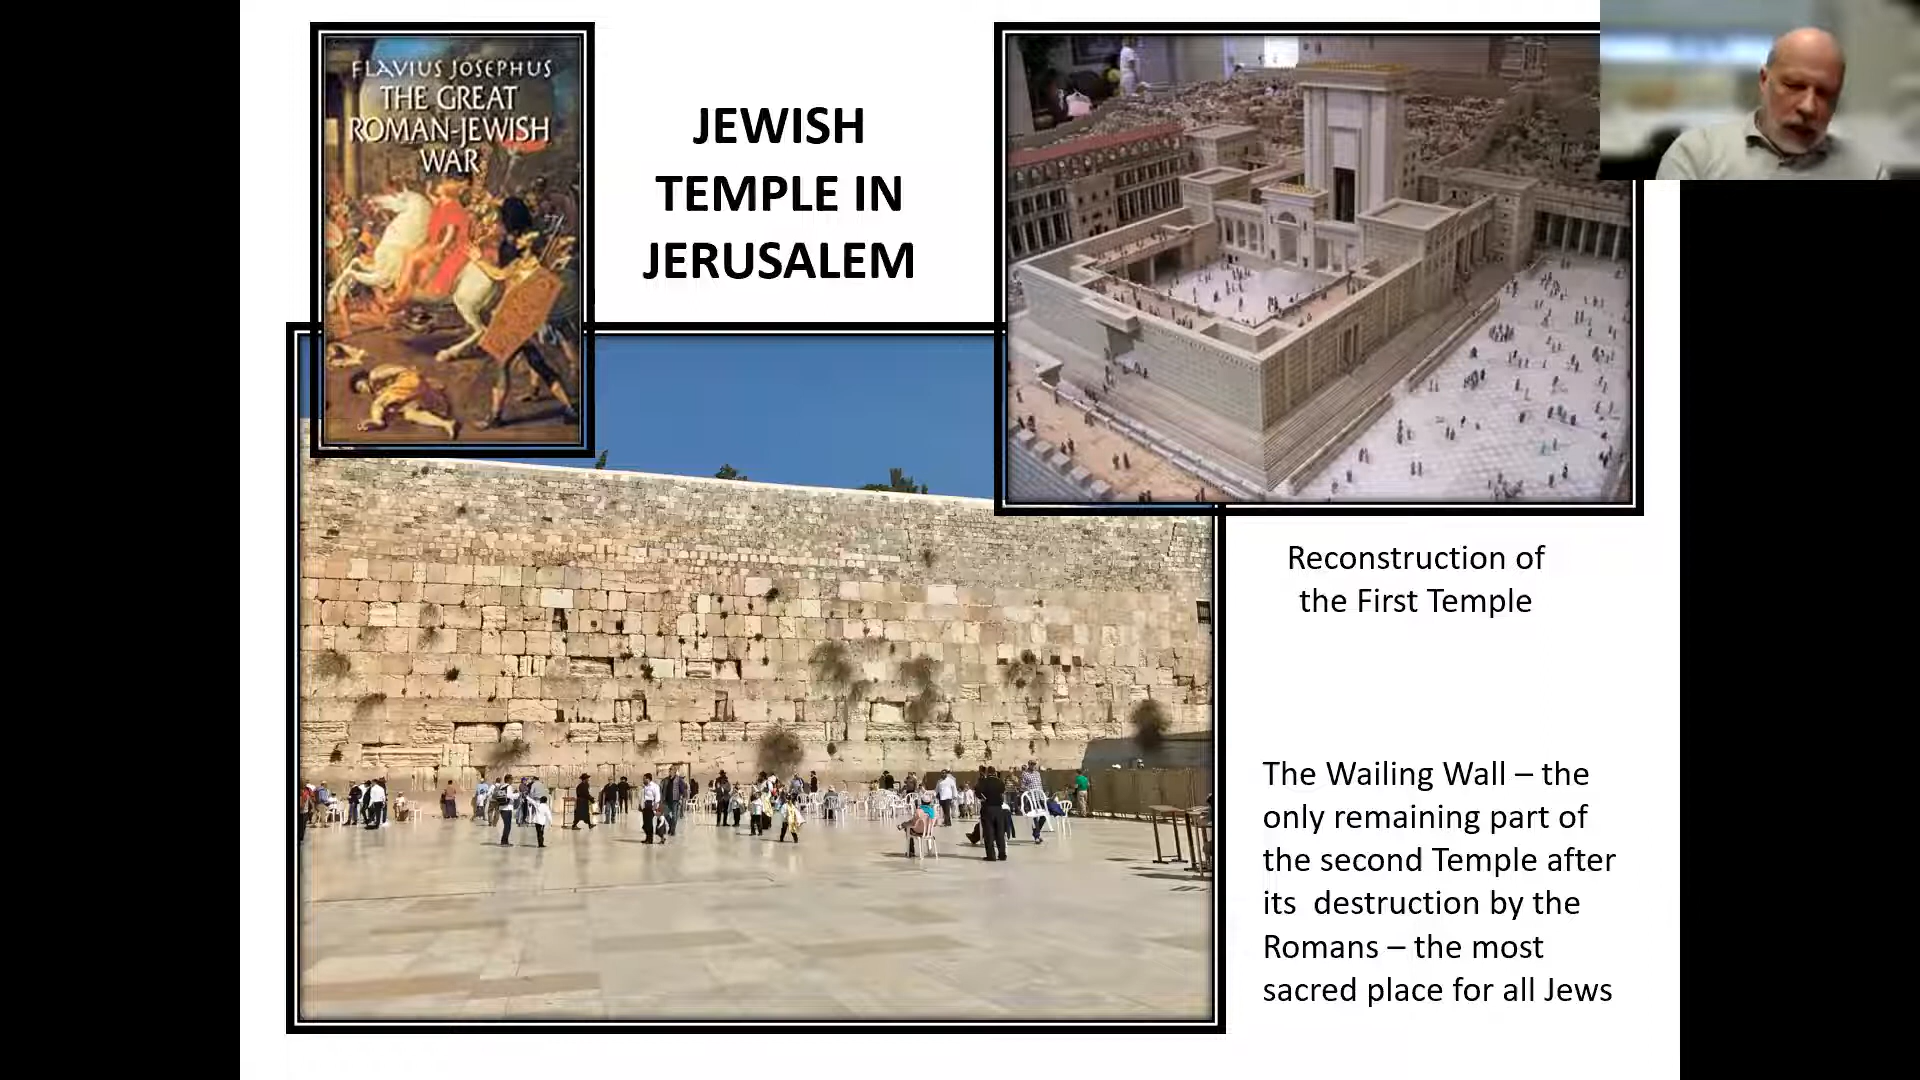 FLAVIUS JOSEPHUS
THE GREAT
ROMAN-JEWISH
WAR
JEWISH
TEMPLE IN
JERUSALEM
Reconstruction of
the First Temple
The Wailing Wall – the
only remaining part of
the second Temple after
its  destruction by the
Romans – the most
sacred place for all Jews